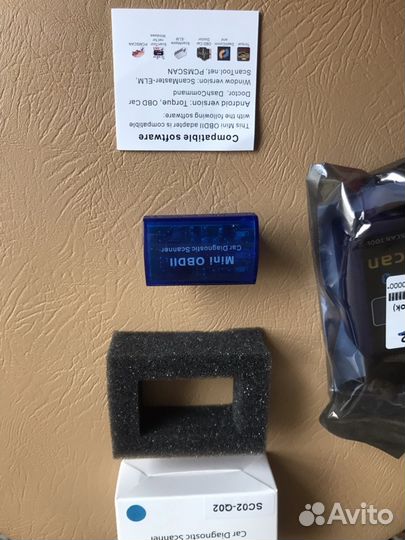 Compatible software
This Mini OBDII adapter is compatible
with the following software:
Android version: Torque, OBD Car
Doctor, DashCommand
Window version: ScanMaster-ELM,
ScanTool.net, PCMSCAN
Mini OBDII
Car Diagnostic Scanner
SCAN TOOL
can
SC02-Q02
Car Diagnostic Scanner
Avito